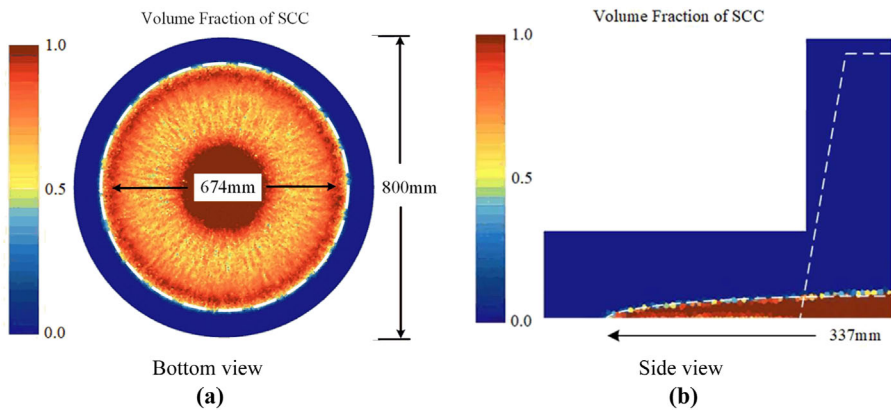 Volume Fraction of SCC
1.0
0.5
0.0
674mm
800mm
Bottom view
(a)
Volume Fraction of SCC
1.0
0.5
0.0
337mm
Side view
(b)